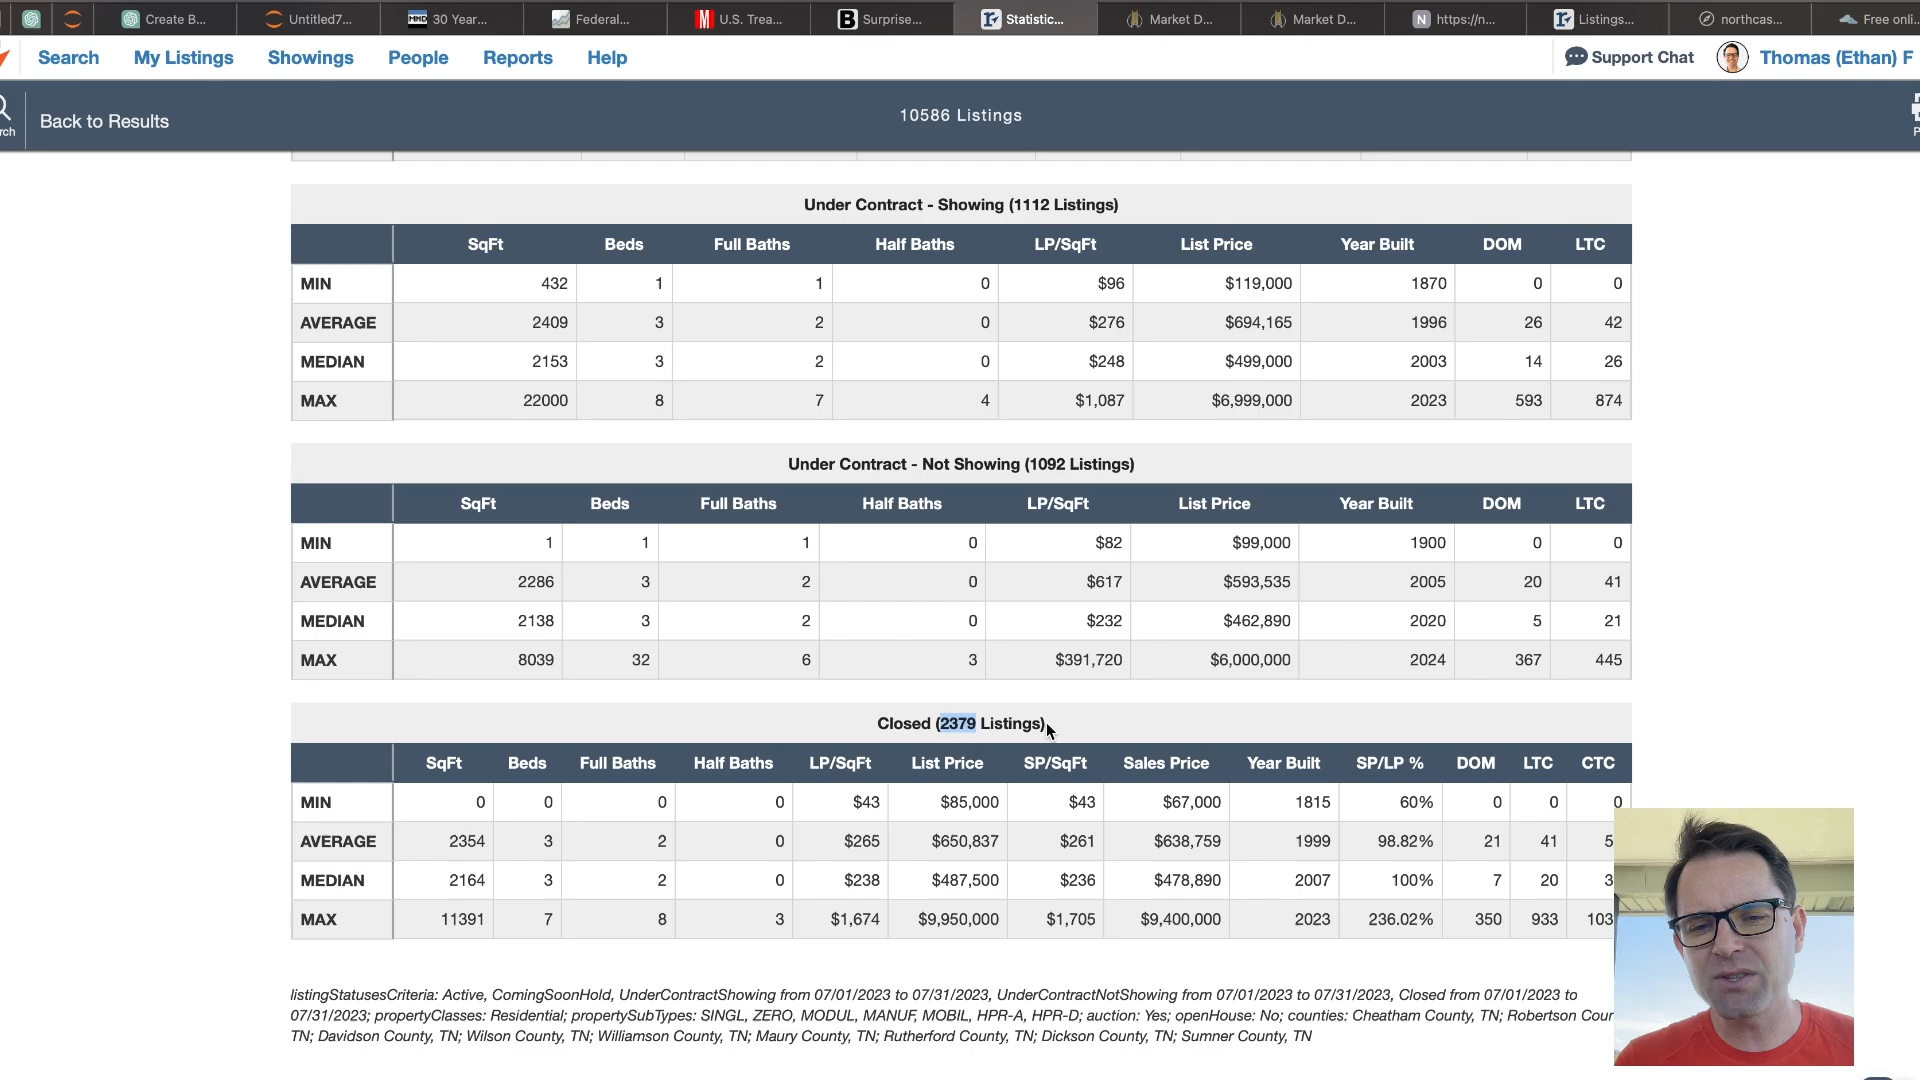 Create B...
Untitled7...
MND 30 Year...
Federal...
M U.S. Trea...
B Surprise...
Statistic...
Market D...
Market D...
N https://n...
Listings...
northcas...
Free onli...
Search My Listings Showings People Reports Help Support Chat Thomas (Ethan) F
rch Back to Results 10586 Listings
Under Contract - Showing (1112 Listings)
SqFt Beds Full Baths Half Baths LP/SqFt List Price Year Built DOM LTC
MIN 432 1 1 0 $96 $119,000 1870 0 0
AVERAGE 2409 3 2 0 $276 $694,165 1996 26 42
MEDIAN 2153 3 2 0 $248 $499,000 2003 14 26
MAX 22000 8 7 4 $1,087 $6,999,000 2023 593 874
Under Contract - Not Showing (1092 Listings)
SqFt Beds Full Baths Half Baths LP/SqFt List Price Year Built DOM LTC
MIN 1 1 1 0 $82 $99,000 1900 0 0
AVERAGE 2286 3 2 0 $617 $593,535 2005 20 41
MEDIAN 2138 3 2 0 $232 $462,890 2020 5 21
MAX 8039 32 6 3 $391,720 $6,000,000 2024 367 445
Closed (2379 Listings)
SqFt Beds Full Baths Half Baths LP/SqFt List Price SP/SqFt Sales Price Year Built SP/LP % DOM LTC CTC
MIN 0 0 0 0 $43 $85,000 $43 $67,000 1815 60% 0 0 0
AVERAGE 2354 3 2 0 $265 $650,837 $261 $638,759 1999 98.82% 21 41 5
MEDIAN 2164 3 2 0 $238 $487,500 $236 $478,890 2007 100% 7 20 3
MAX 11391 7 8 3 $1,674 $9,950,000 $1,705 $9,400,000 2023 236.02% 350 933 103
listingStatusesCriteria: Active, ComingSoonHold, UnderContractShowing from 07/01/2023 to 07/31/2023, UnderContractNotShowing from 07/01/2023 to 07/31/2023, Closed from 07/01/2023 to
07/31/2023; propertyClasses: Residential; propertySubTypes: SINGL, ZERO, MODUL, MANUF, MOBIL, HPR-A, HPR-D; auction: Yes; openHouse: No; counties: Cheatham County, TN; Robertson Cour
TN; Davidson County, TN; Wilson County, TN; Williamson County, TN; Maury County, TN; Rutherford County, TN; Dickson County, TN; Sumner County, TN